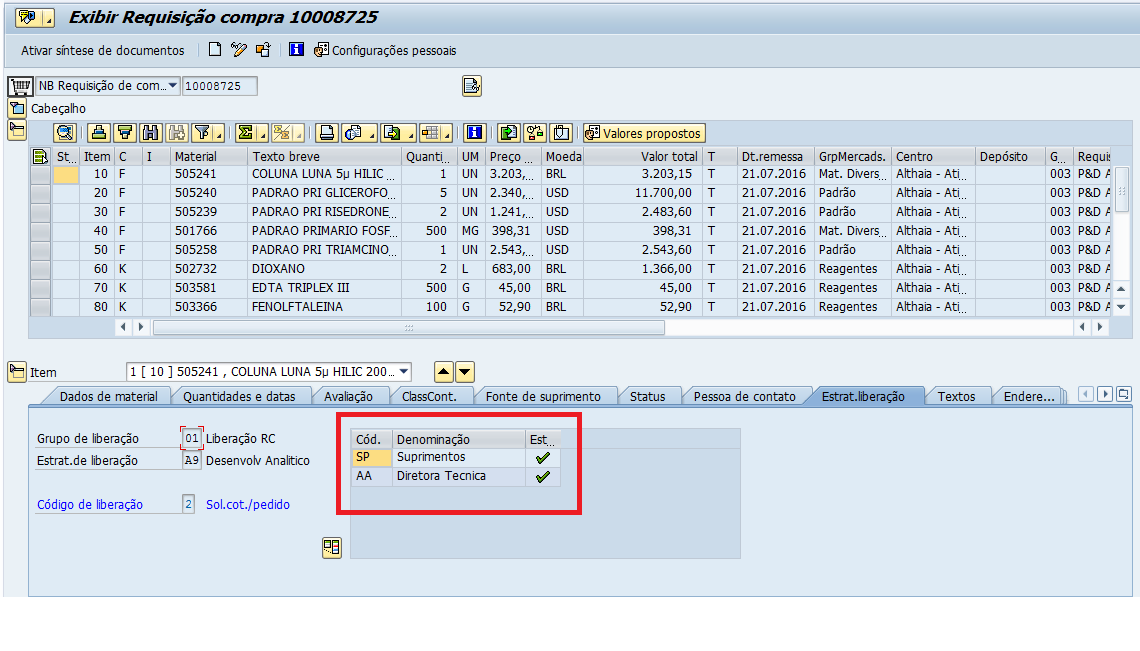 Exibir Requisição compra 10008725
Ativar síntese de documentos Configurações pessoais
NB Requisição de com... 10008725
Cabeçalho
Valores propostos
St... Item C I Material Texto breve Quanti... UM Preço ... Moeda Valor total T Dt.remessa GrpMercads. Centro Depósito G... Requis
10 F 505241 COLUNA LUNA 5µ HILIC ... 1 UN 3.203,... BRL 3.203,15 T 21.07.2016 Mat. Divers... Althaia - Ati... 003 P&D A
20 F 505240 PADRAO PRI GLICEROFO... 5 UN 2.340,... USD 11.700,00 T 21.07.2016 Padrão Althaia - Ati... 003 P&D A
30 F 505239 PADRAO PRI RISEDRONE... 2 UN 1.241,... USD 2.483,60 T 21.07.2016 Padrão Althaia - Ati... 003 P&D A
40 F 501766 PADRAO PRIMARIO FOSF... 500 MG 398,31 USD 398,31 T 21.07.2016 Mat. Divers... Althaia - Ati... 003 P&D A
50 F 505258 PADRAO PRI TRIAMCINO... 1 UN 2.543,... USD 2.543,60 T 21.07.2016 Padrão Althaia - Ati... 003 P&D A
60 K 502732 DIOXANO 2 L 683,00 BRL 1.366,00 T 21.07.2016 Reagentes Althaia - Ati... 003 P&D A
70 K 503581 EDTA TRIPLEX III 500 G 45,00 BRL 45,00 T 21.07.2016 Reagentes Althaia - Ati... 003 P&D A
80 K 503366 FENOLFTALEINA 100 G 52,90 BRL 52,90 T 21.07.2016 Reagentes Althaia - Ati... 003 P&D A
Item 1 [ 10 ] 505241 , COLUNA LUNA 5µ HILIC 200...
Dados de material Quantidades e datas Avaliação ClassCont. Fonte de suprimento Status Pessoa de contato Estrat.liberação Textos Endere...
Grupo de liberação 01 Liberação RC
Estrat.de liberação A9 Desenvolv Analitico
Código de liberação 2 Sol.cot./pedido
Cód. Denominação Est...
SP Suprimentos
AA Diretora Tecnica